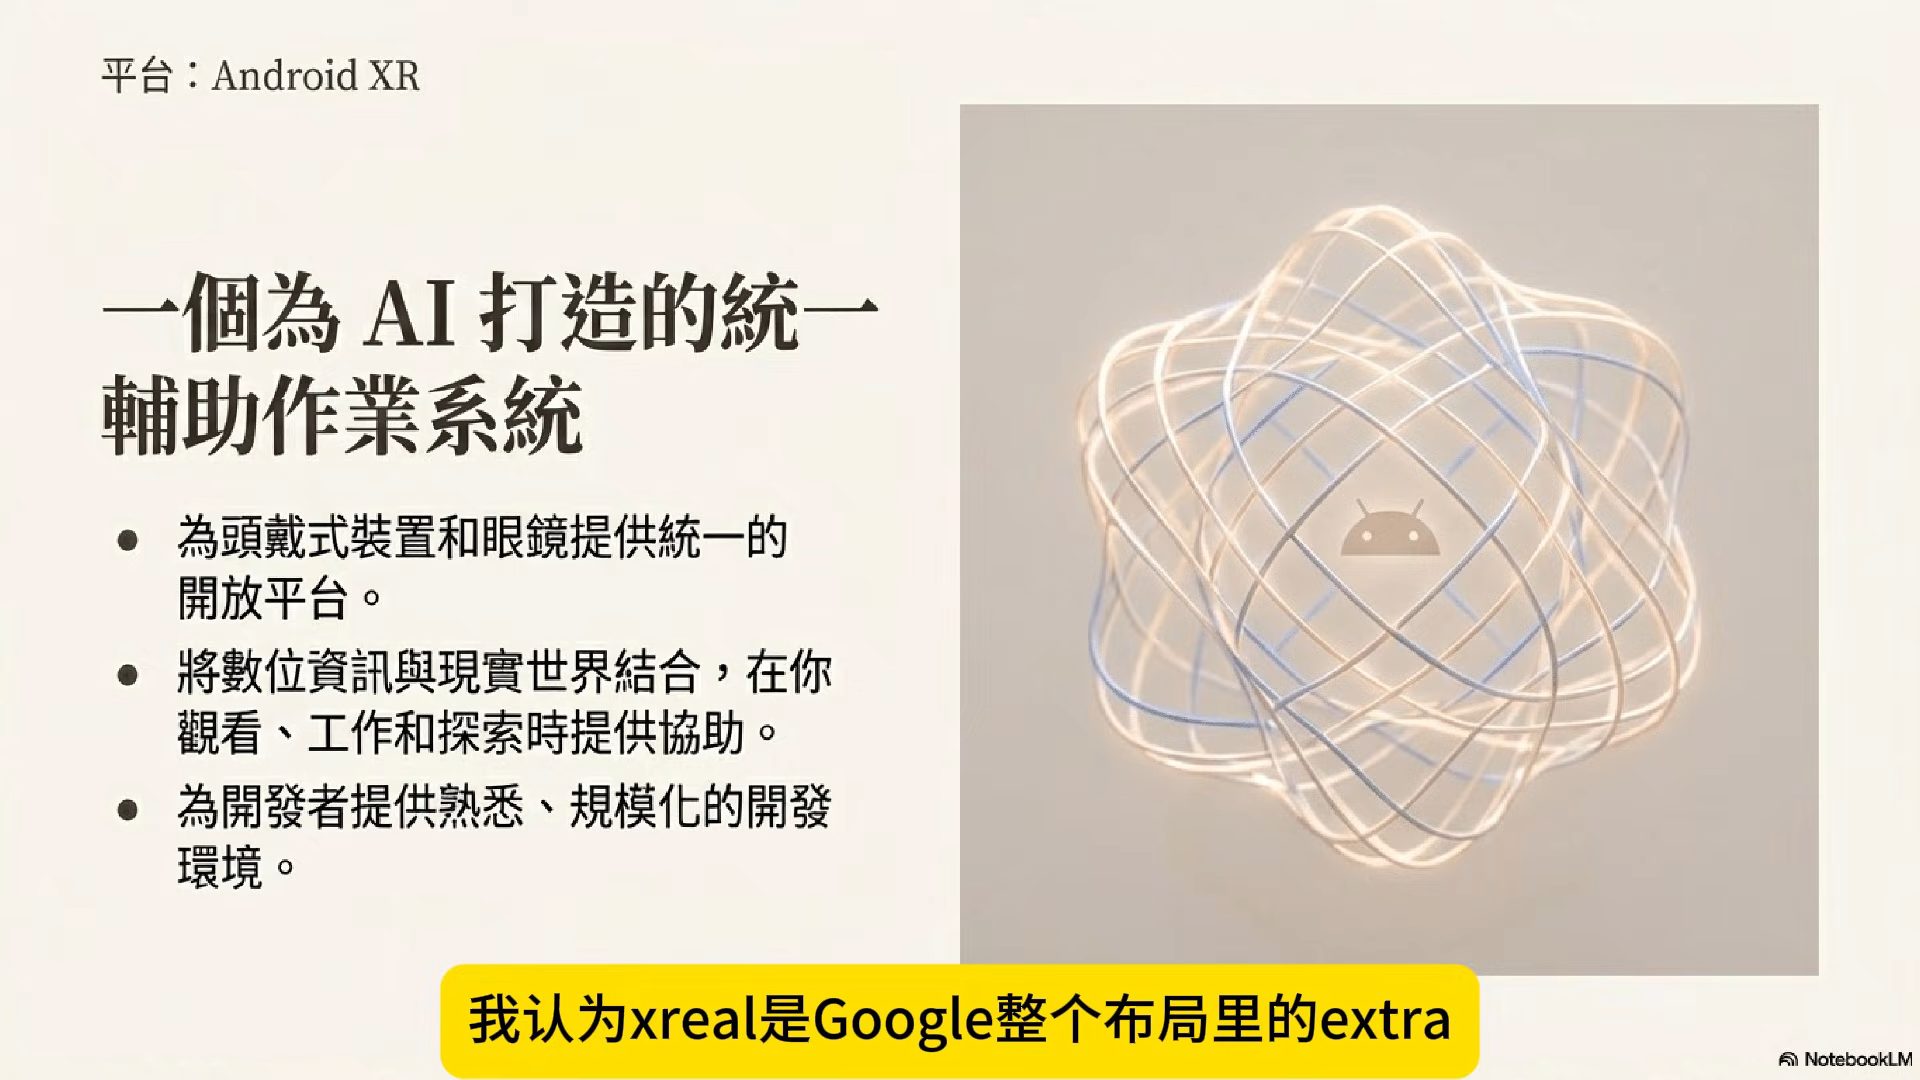 平台：Android XR
一個為 AI 打造的統一
輔助作業系統
● 為頭戴式裝置和眼鏡提供統一的
開放平台。
● 將數位資訊與現實世界結合，在你
觀看、工作和探索時提供協助。
● 為開發者提供熟悉、規模化的開發
環境。
我认为xreal是Google整个布局里的extra
NotebookLM